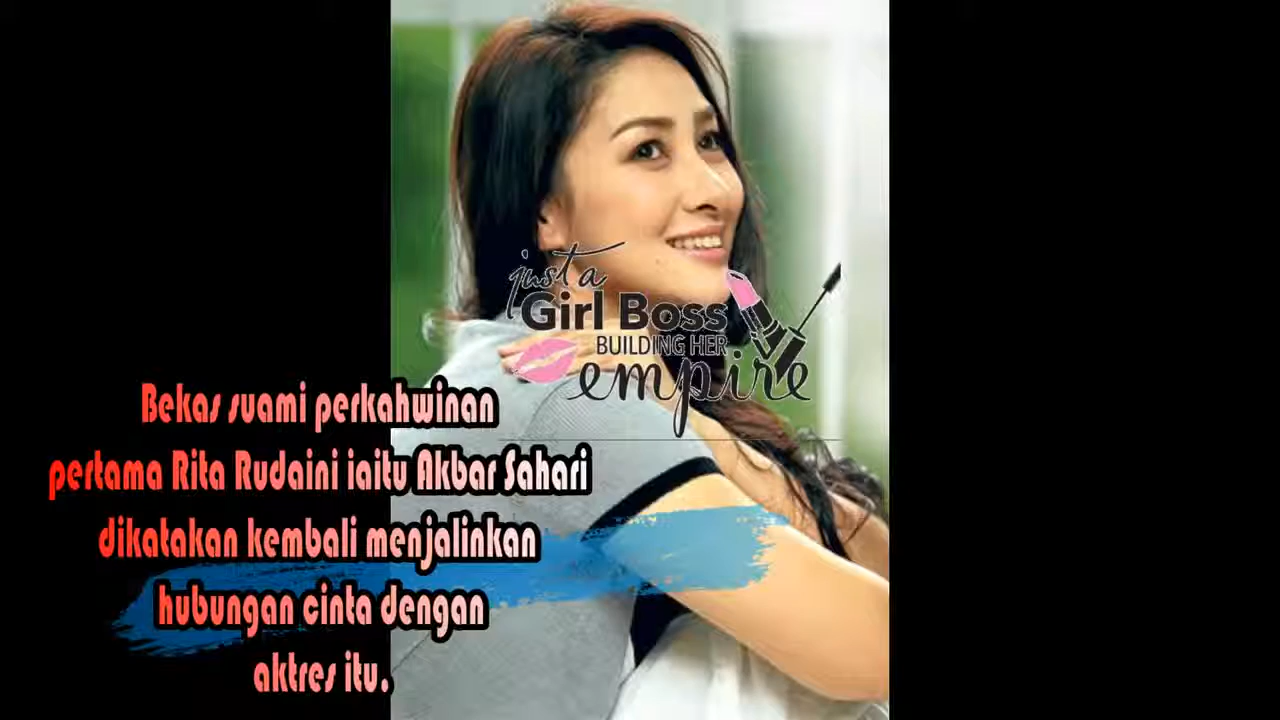 just a
Girl Boss
BUILDING HER
empire
Bekas suami perkahwinan
pertama Rita Rudaini iaitu Akbar Sahari
dikatakan kembali menjalinkan
hubungan cinta dengan
aktres itu.